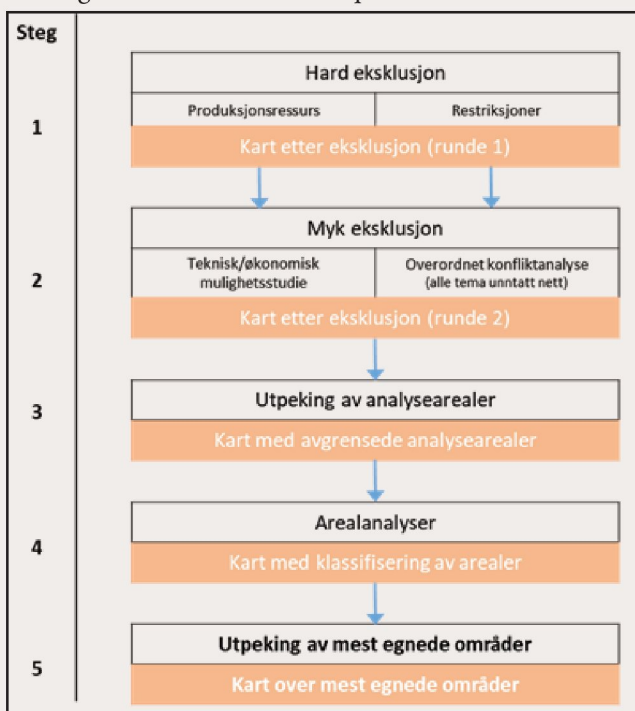 Steg
Hard eksklusjon
Produksjonsressurs
Restriksjoner
1
Kart etter eksklusjon (runde 1)
Myk eksklusjon
Teknisk/økonomisk
mulighetsstudie
Overordnet konfliktanalyse
(alle tema unntatt nett)
2
Kart etter eksklusjon (runde 2)
Utpeking av analysearealer
3
Kart med avgrensede analysearealer
Arealanalyser
4
Kart med klassifisering av arealer
Utpeking av mest egnede områder
5
Kart over mest egnede områder